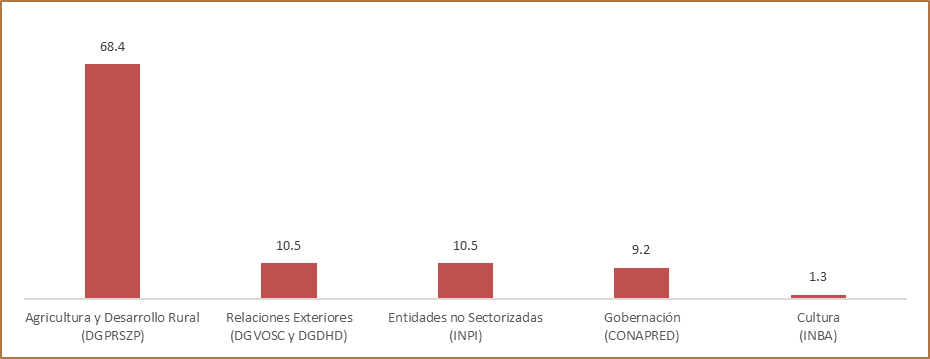 68.4
10.5
10.5
9.2
1.3
Agricultura y Desarrollo Rural
(DGPRSZP)
Relaciones Exteriores
(DGVOSC y DGDHD)
Entidades no Sectorizadas
(INPI)
Gobernación
(CONAPRED)
Cultura
(INBA)